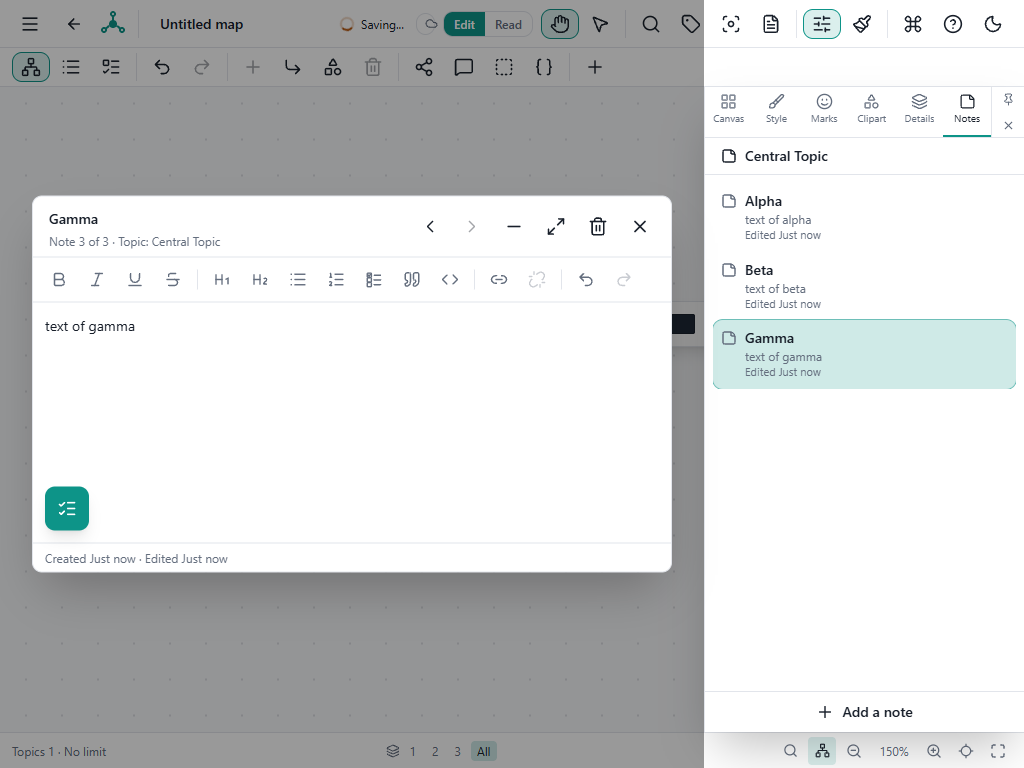 Untitled map
Saving...
Edit
Read
Canvas
Style
Marks
Clipart
Details
Notes
Central Topic
Alpha
text of alpha
Edited Just now
Beta
text of beta
Edited Just now
Gamma
text of gamma
Edited Just now
Add a note
Gamma
Note 3 of 3 · Topic: Central Topic
B I U S H1 H2
text of gamma
Created Just now · Edited Just now
Topics 1 · No limit
1 2 3 All
150%